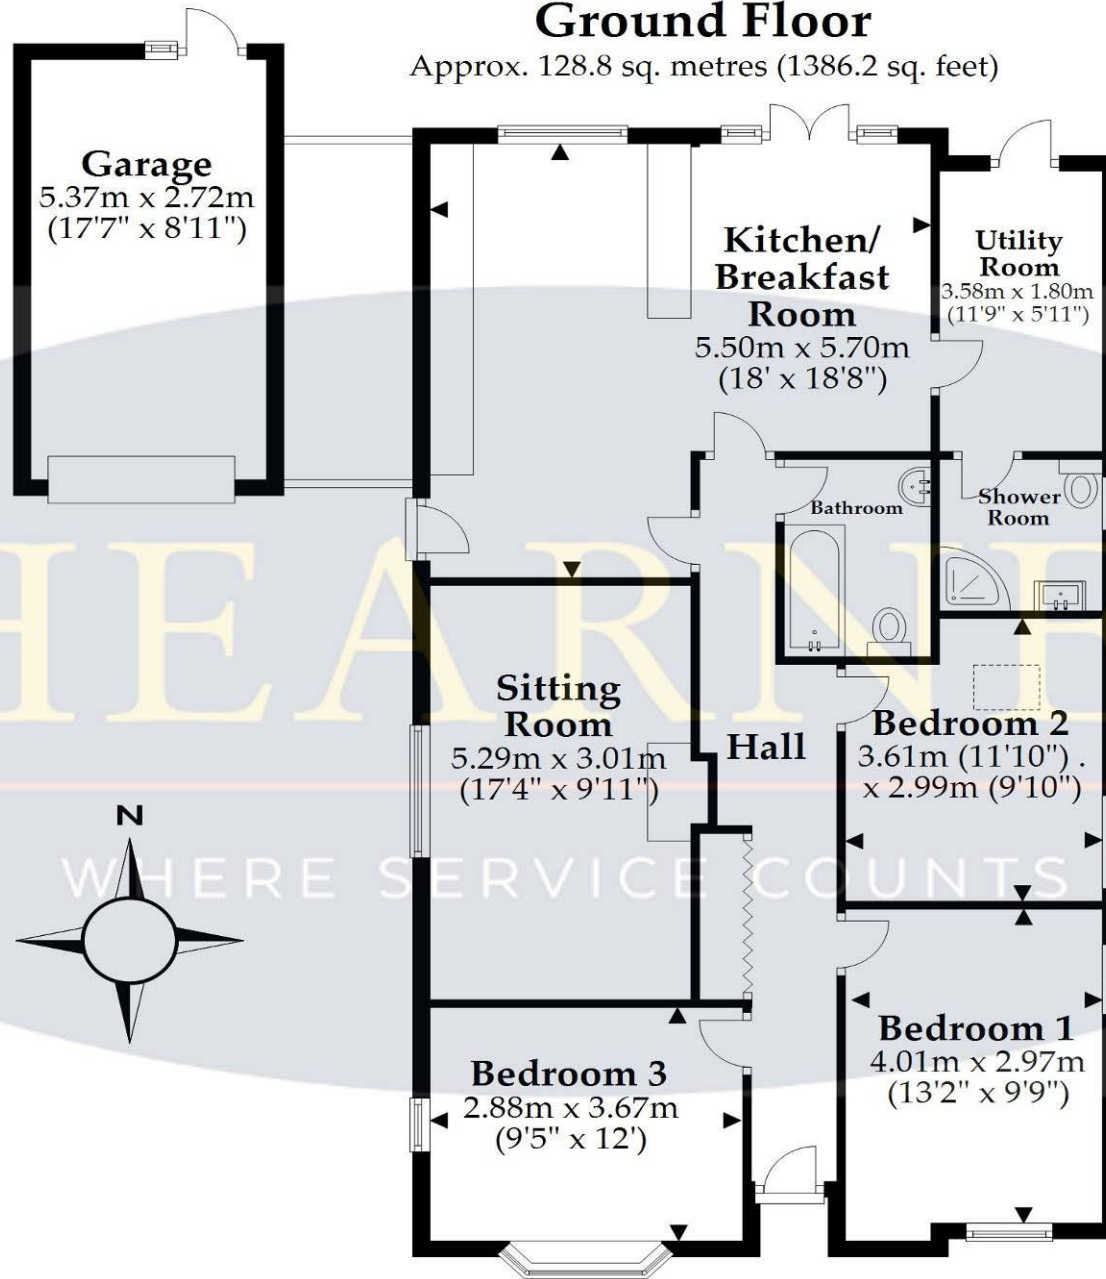 Ground Floor
Approx. 128.8 sq. metres (1386.2 sq. feet)
Garage
5.37m x 2.72m
(17'7" x 8'11")
Kitchen/
Breakfast
Room
5.50m x 5.70m
(18' x 18'8")
Utility
Room
3.58m x 1.80m
(11'9" x 5'11")
Bathroom
Shower
Room
HEARNE
Sitting
Room
5.29m x 3.01m
(17'4" x 9'11")
Hall
Bedroom 2
3.61m (11'10") .
x 2.99m (9'10")
N
WHERE SERVICE COUNTS
Bedroom 3
2.88m x 3.67m
(9'5" x 12')
Bedroom 1
4.01m x 2.97m
(13'2" x 9'9")